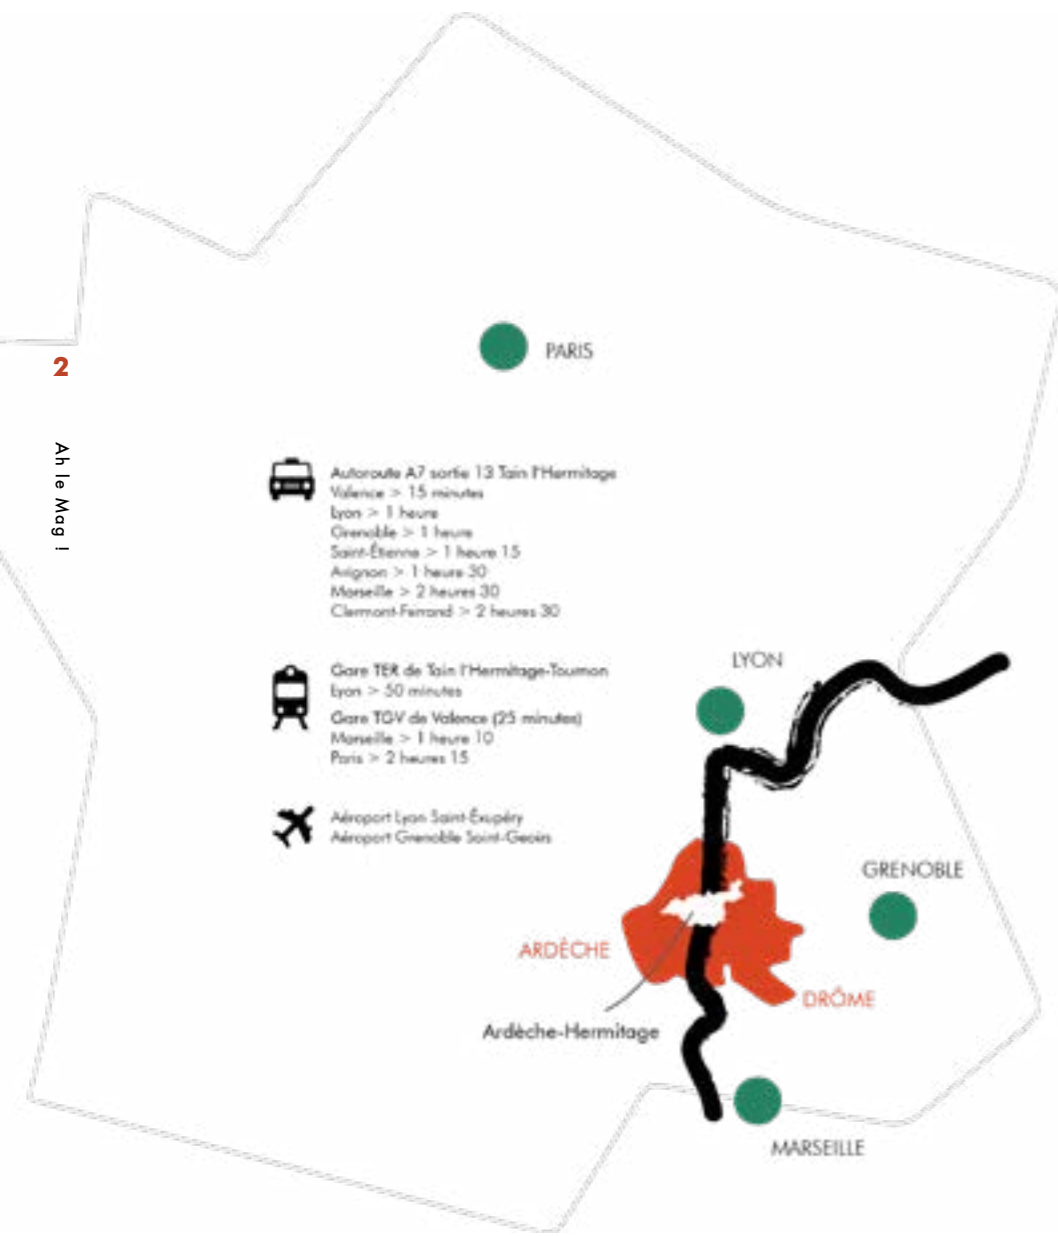 PARIS
2
Ah le Mag !
Autoroute A7 sortie 13 Tain l'Hermitage
Valence > 15 minutes
Lyon > 1 heure
Grenoble > 1 heure
Saint-Étienne > 1 heure 15
Avignon > 1 heure 30
Marseille > 2 heures 30
Clermont-Ferrand > 2 heures 30
Gare TER de Tain l'Hermitage-Tournon
Lyon > 50 minutes
Gare TGV de Valence (25 minutes)
Marseille > 1 heure 10
Paris > 2 heures 15
Aéroport Lyon Saint-Éxupéry
Aéroport Grenoble Saint-Geoirs
LYON
GRENOBLE
ARDÈCHE
DRÔME
Ardèche-Hermitage
MARSEILLE